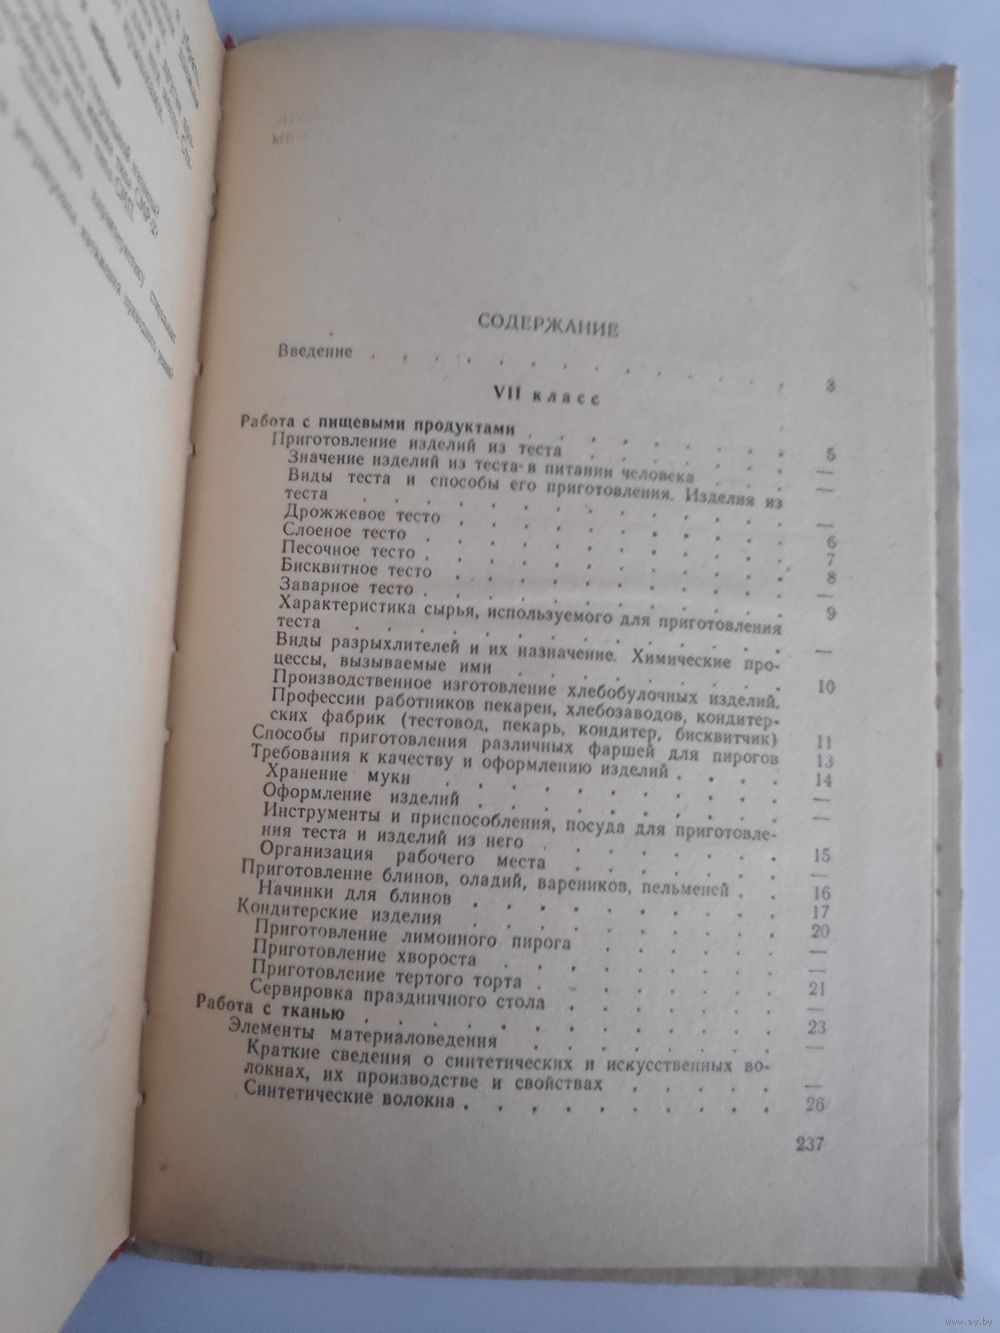 СОДЕРЖАНИЕ
Введение . . . . . . . . . . . . . . 3
VII класс
Работа с пищевыми продуктами . . . . . . . . 5
Приготовление изделий из теста . . . . . . . —
Значение изделий из теста в питании человека . . . —
Виды теста и способы его приготовления. Изделия из
теста . . . . . . . . . . . . . —
Дрожжевое тесто . . . . . . . . . . 6
Слоеное тесто . . . . . . . . . . . 7
Песочное тесто . . . . . . . . . . . 8
Бисквитное тесто . . . . . . . . . . —
Заварное тесто . . . . . . . . . . . 9
Характеристика сырья, используемого для приготовления
теста . . . . . . . . . . . . . —
Виды разрыхлителей и их назначение. Химические про-
цессы, вызываемые ими . . . . . . . . 10
Производственное изготовление хлебобулочных изделий.
Профессии работников пекарен, хлебозаводов, кондитер-
ских фабрик (тестовод, пекарь, кондитер, бисквитчик) 11
Способы приготовления различных фаршей для пирогов 13
Требования к качеству и оформлению изделий . . . . 14
Хранение муки . . . . . . . . . . —
Оформление изделий . . . . . . . . . —
Инструменты и приспособления, посуда для приготовле-
ния теста и изделий из него . . . . . . . 15
Организация рабочего места . . . . . . . —
Приготовление блинов, оладий, вареников, пельменей . . 16
Начинки для блинов . . . . . . . . . 17
Кондитерские изделия . . . . . . . . . 20
Приготовление лимонного пирога . . . . . . —
Приготовление хвороста . . . . . . . . —
Приготовление тертого торта . . . . . . . 21
Сервировка праздничного стола . . . . . . —
Работа с тканью . . . . . . . . . . . 23
Элементы материаловедения . . . . . . . . —
Краткие сведения о синтетических и искусственных во-
локнах, их производстве и свойствах . . . . . —
Синтетические волокна . . . . . . . . . 26
237
www.ay.by